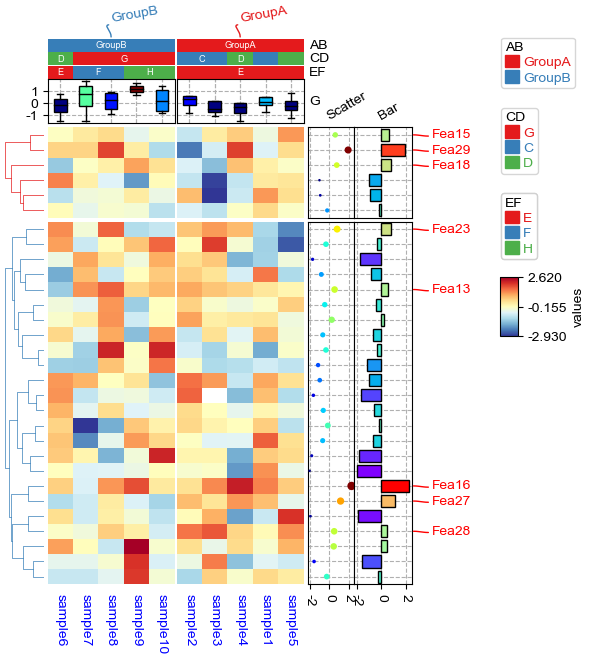 GroupB GroupA
GroupB GroupA AB
D G C D CD
E F H E EF
1
0
-1
G
Scatter Bar
Fea15
Fea29
Fea18
Fea23
Fea13
Fea16
Fea27
Fea28
-2 0 2 -2 0 2
sample6 sample7 sample8 sample9 sample10 sample2 sample3 sample4 sample1 sample5
AB
GroupA
GroupB
CD
G
C
D
EF
E
F
H
2.620
-0.155
-2.930
values